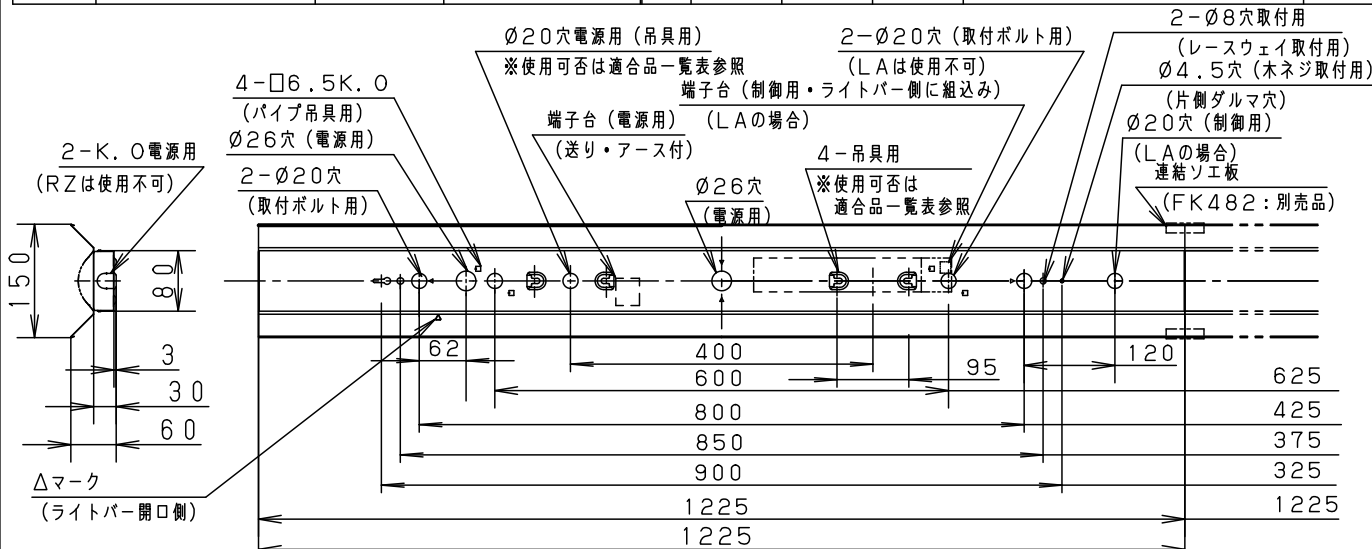 2-Ø8穴取付用
(レースウェイ取付用)
Ø20穴電源用(吊具用)
※使用可否は適合品一覧表参照
2-Ø20穴(取付ボルト用)
(LAは使用不可)
Ø4.5穴(木ネジ取付用)
(片側ダルマ穴)
4-□6.5K.O
(パイプ吊具用)
端子台(制御用・ライトバー側に組込み)
(LAの場合)
端子台(電源用)
(送り・アース付)
Ø20穴(制御用)
(LAの場合)
Ø26穴(電源用)
2-K.O電源用
(RZは使用不可)
4-吊具用
※使用可否は
適合品一覧表参照
連結ソエ板
(FK482:別売品)
2-Ø20穴
(取付ボルト用)
Ø26穴
(電源用)
150
80
3
30
60
62
400
95
120
600
625
800
425
850
375
900
325
1225
1225
1225
△マーク
(ライトバー開口側)